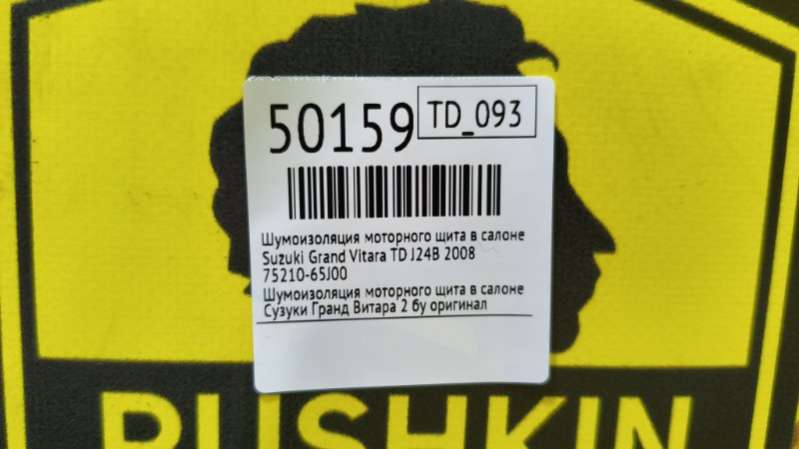 50159
TD_093
Шумоизоляция моторного щита в салоне
Suzuki Grand Vitara TD J24B 2008
75210-65J00
Шумоизоляция моторного щита в салоне
Сузуки Гранд Витара 2 бу оригинал
PUSHKIN